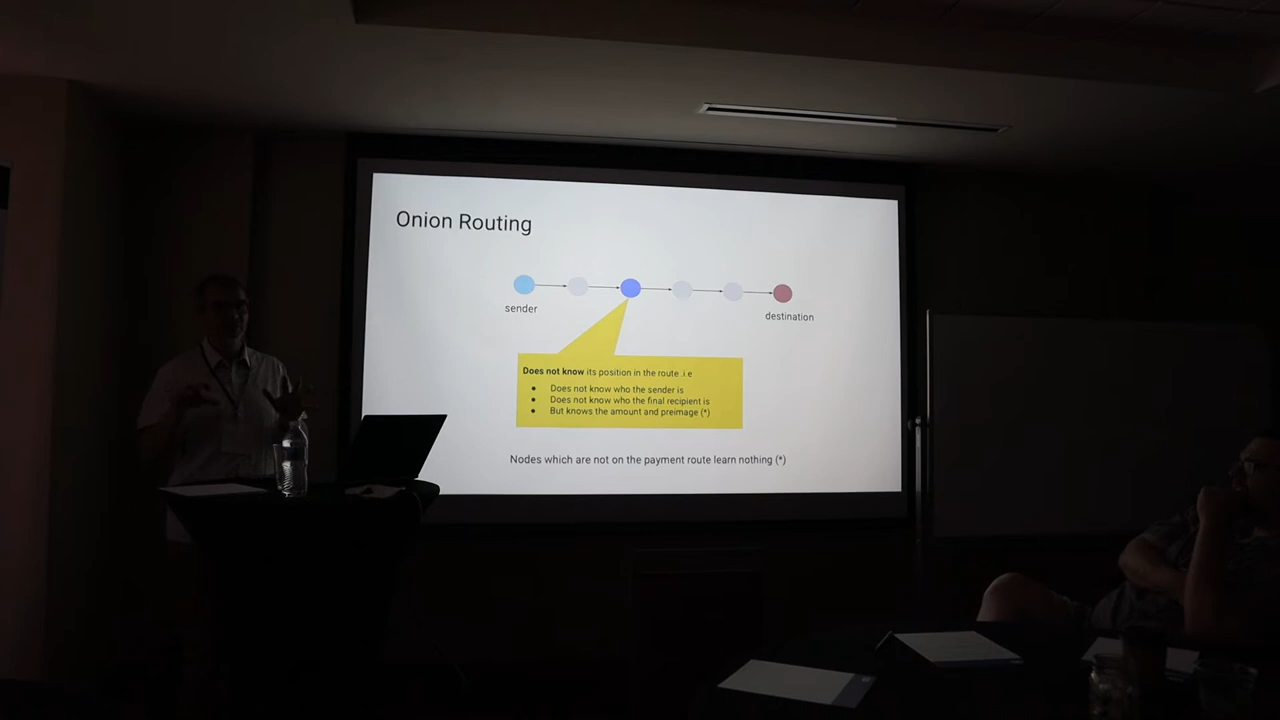 Onion Routing
sender
destination
Does not know its position in the route .i.e
● Does not know who the sender is
● Does not know who the final recipient is
● But knows the amount and preimage (*)
Nodes which are not on the payment route learn nothing (*)